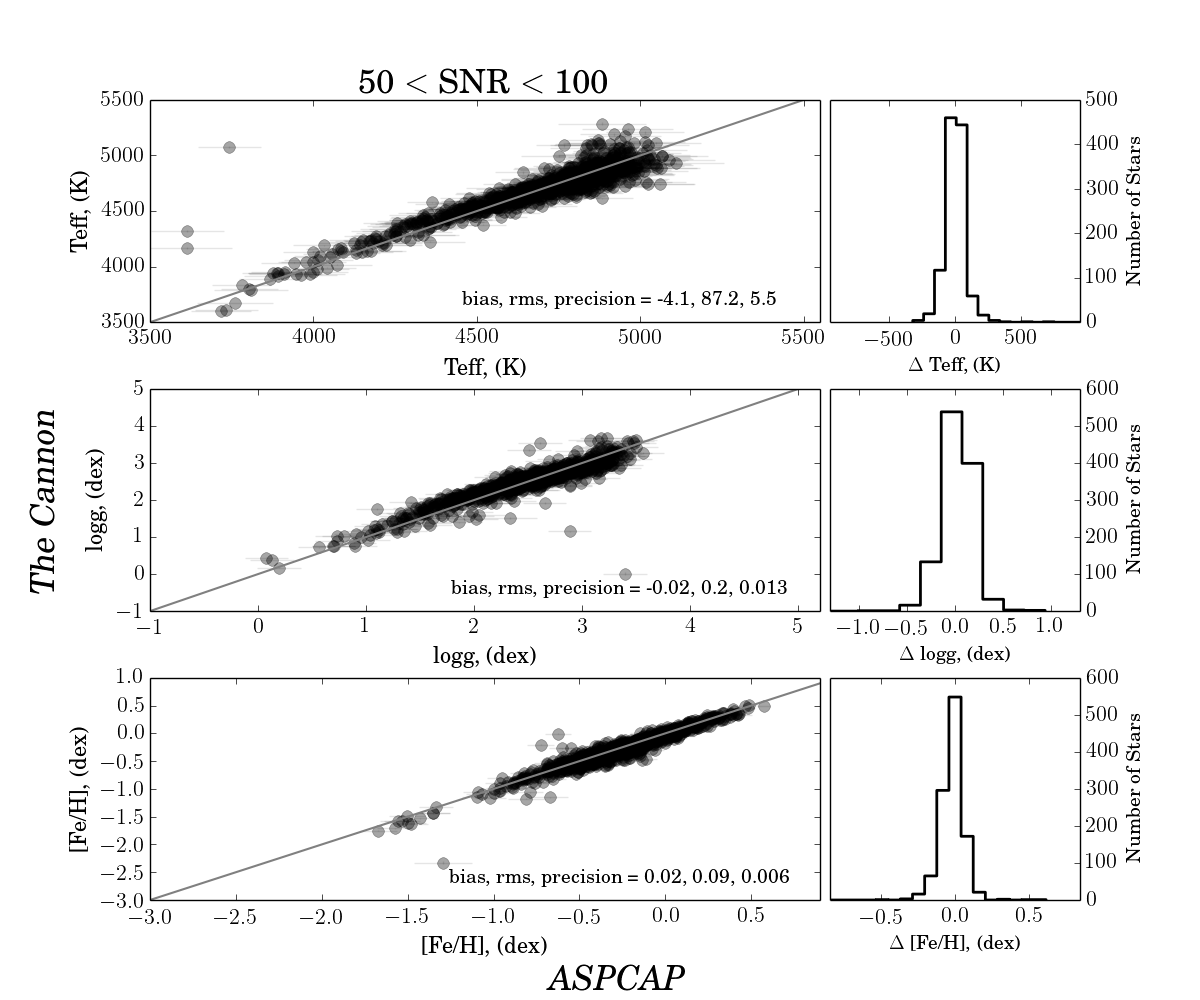 50 < SNR < 100
5500
5000
4500
4000
3500
Teff, (K)
bias, rms, precision = -4.1, 87.2, 5.5
3500 4000 4500 5000 5500
Teff, (K)
500
400
300
200
100
0
Number of Stars
−500 0 500
Δ Teff, (K)
The Cannon
5
4
3
2
1
0
−1
logg, (dex)
bias, rms, precision = -0.02, 0.2, 0.013
−1 0 1 2 3 4 5
logg, (dex)
600
500
400
300
200
100
0
Number of Stars
−1.0 −0.5 0.0 0.5 1.0
Δ logg, (dex)
1.0
0.5
0.0
−0.5
−1.0
−1.5
−2.0
−2.5
−3.0
[Fe/H], (dex)
bias, rms, precision = 0.02, 0.09, 0.006
−3.0 −2.5 −2.0 −1.5 −1.0 −0.5 0.0 0.5
[Fe/H], (dex)
600
500
400
300
200
100
0
Number of Stars
−0.5 0.0 0.5
Δ [Fe/H], (dex)
ASPCAP